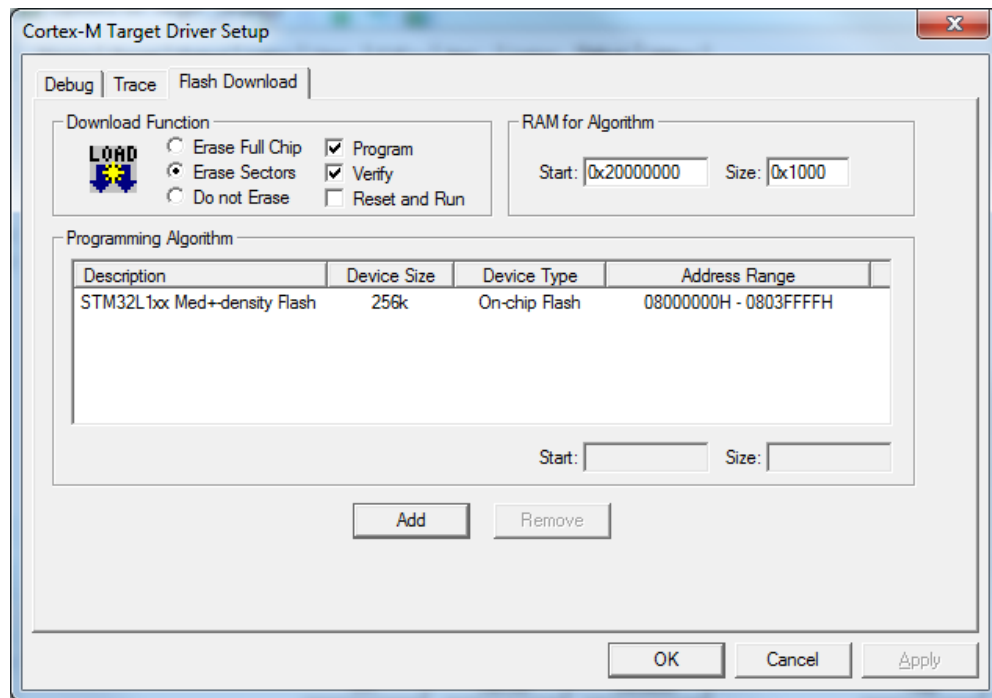 Cortex-M Target Driver Setup
Debug Trace Flash Download
Download Function
LOAD
Erase Full Chip
Erase Sectors
Do not Erase
Program
Verify
Reset and Run
RAM for Algorithm
Start: 0x20000000 Size: 0x1000
Programming Algorithm
Description Device Size Device Type Address Range
STM32L1xx Med+-density Flash 256k On-chip Flash 08000000H - 0803FFFFH
Start: Size:
Add Remove
OK Cancel Apply